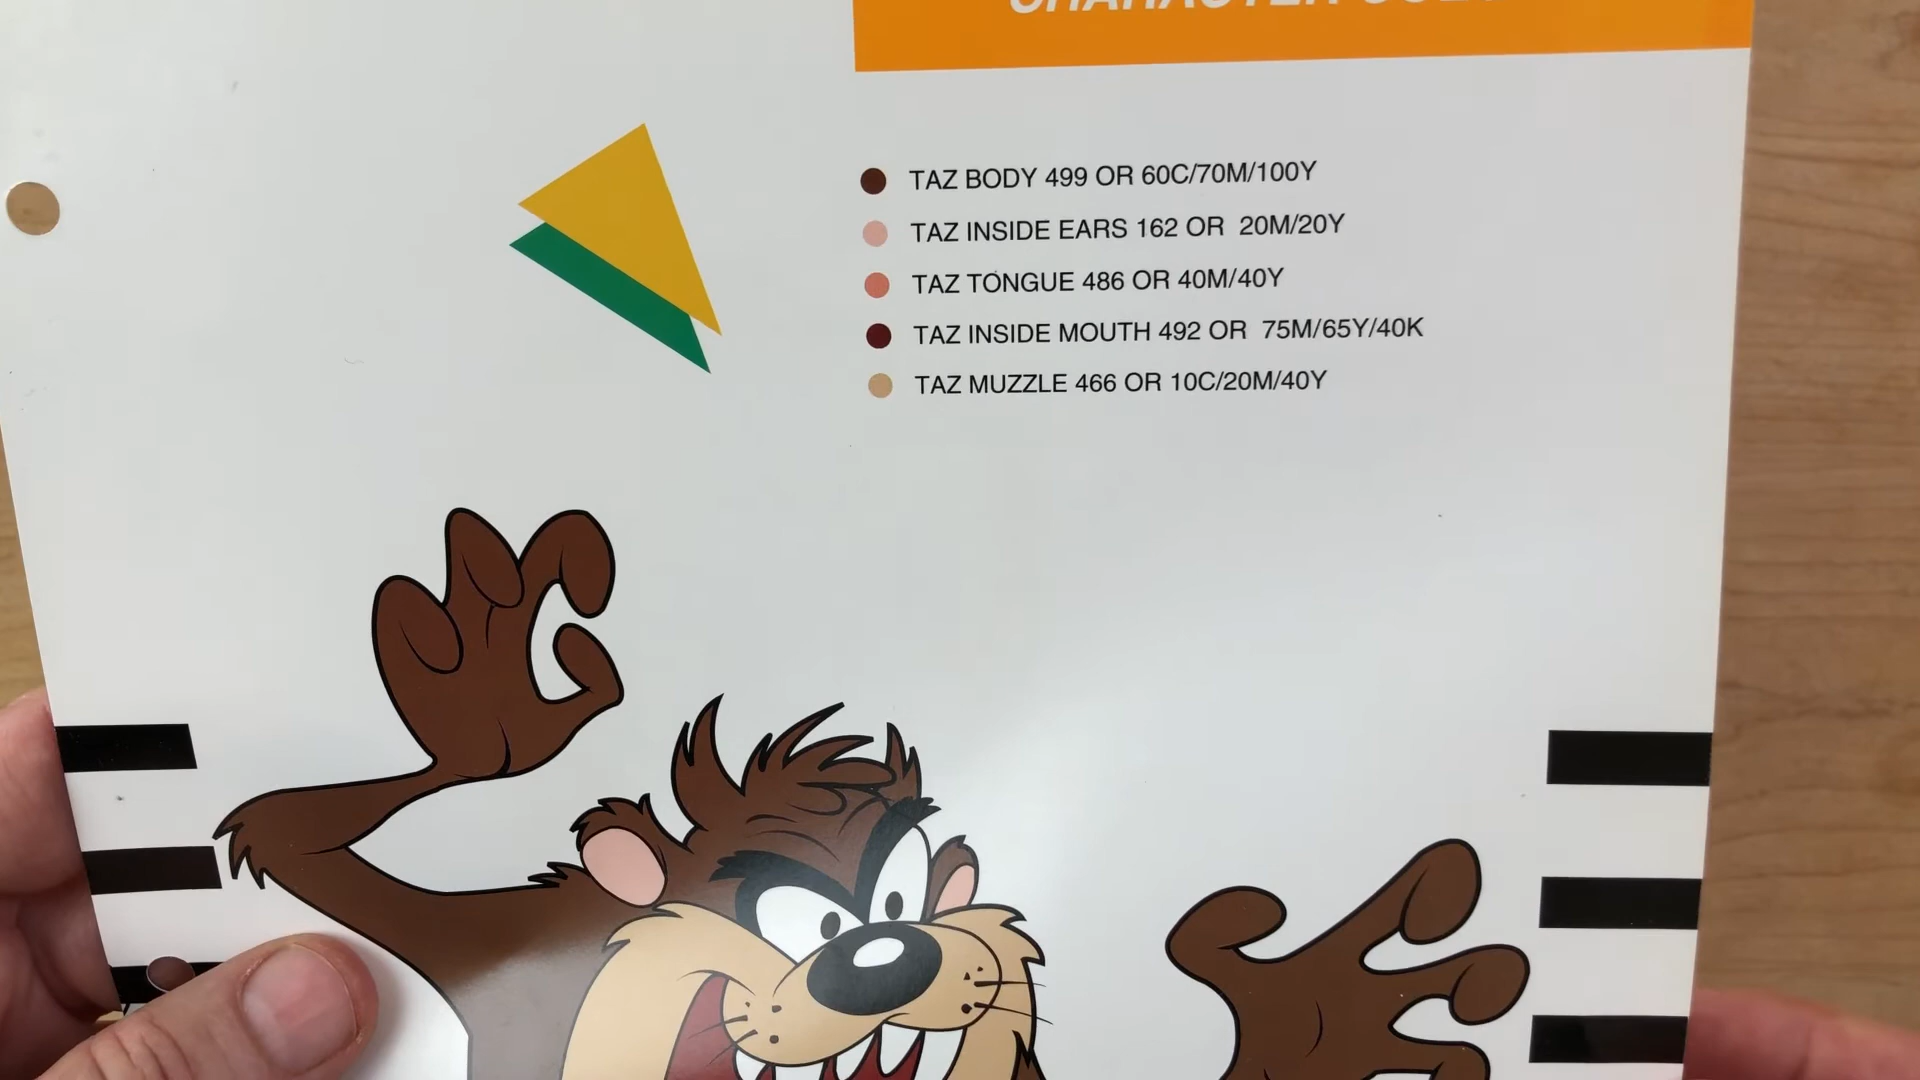 CHARACTER
TAZ BODY 499 OR 60C/70M/100Y
TAZ INSIDE EARS 162 OR 20M/20Y
TAZ TONGUE 486 OR 40M/40Y
TAZ INSIDE MOUTH 492 OR 75M/65Y/40K
TAZ MUZZLE 466 OR 10C/20M/40Y